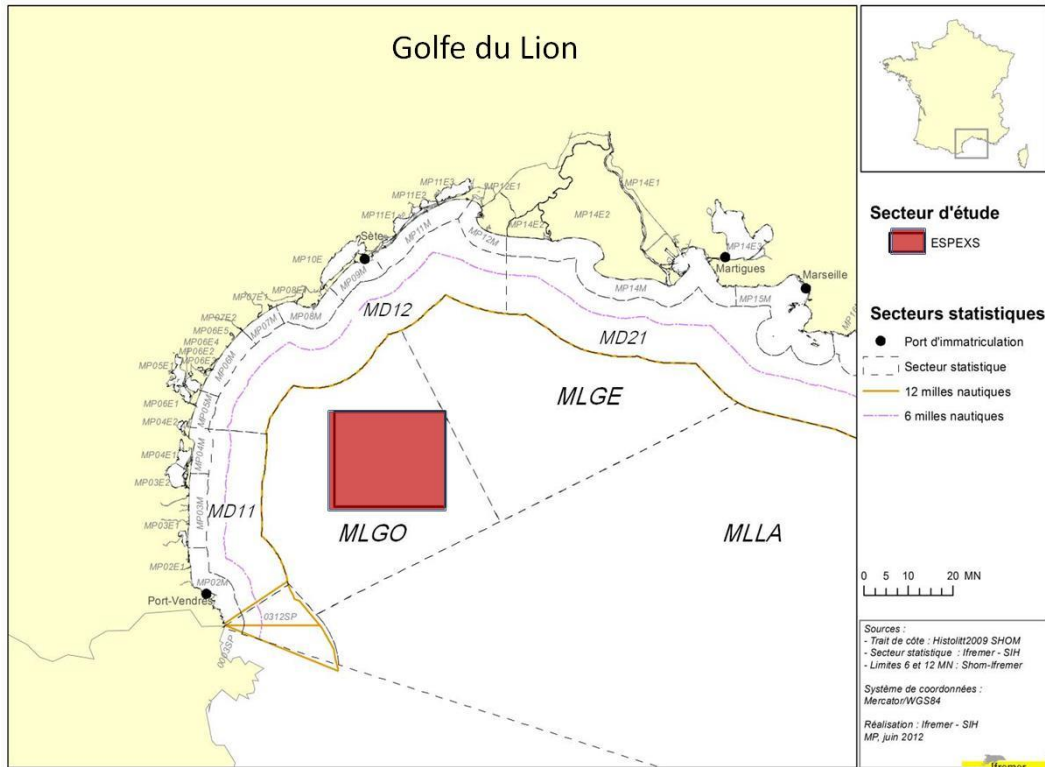 Golfe du Lion
MP11E3
MP12E1
MP11E2
MP11E1
MP14E1
MP14E2
MP14E2
MP11M
MP12M
Sète
MP10E
MP14E3
Martigues
MP09M
MP14M
MP15M
Marseille
MP07E1
MP08M
MP07M
MD12
MP07E2
MP06E5
MP06E4
MP06E2
MP06M
MD21
MP05E1
MLGE
MP06E1
MP05M
MP04E2
MP04M
MP04E1
MP03E2
MD11
MP03M
MLGO
MLLA
MP03E1
MP02E1
MP02M
Port-Vendres
0312SP
Secteur d'étude
ESPEXS
Secteurs statistiques
Port d'immatriculation
Secteur statistique
12 milles nautiques
6 milles nautiques
0 5 10 20 MN
Sources :
- Trait de côte : Histolitt2009 SHOM
- Secteur statistique : Ifremer - SIH
- Limites 6 et 12 MN : Shom-Ifremer
Système de coordonnées :
Mercator/WGS84
Réalisation : Ifremer - SIH
MP, juin 2012
Ifremer